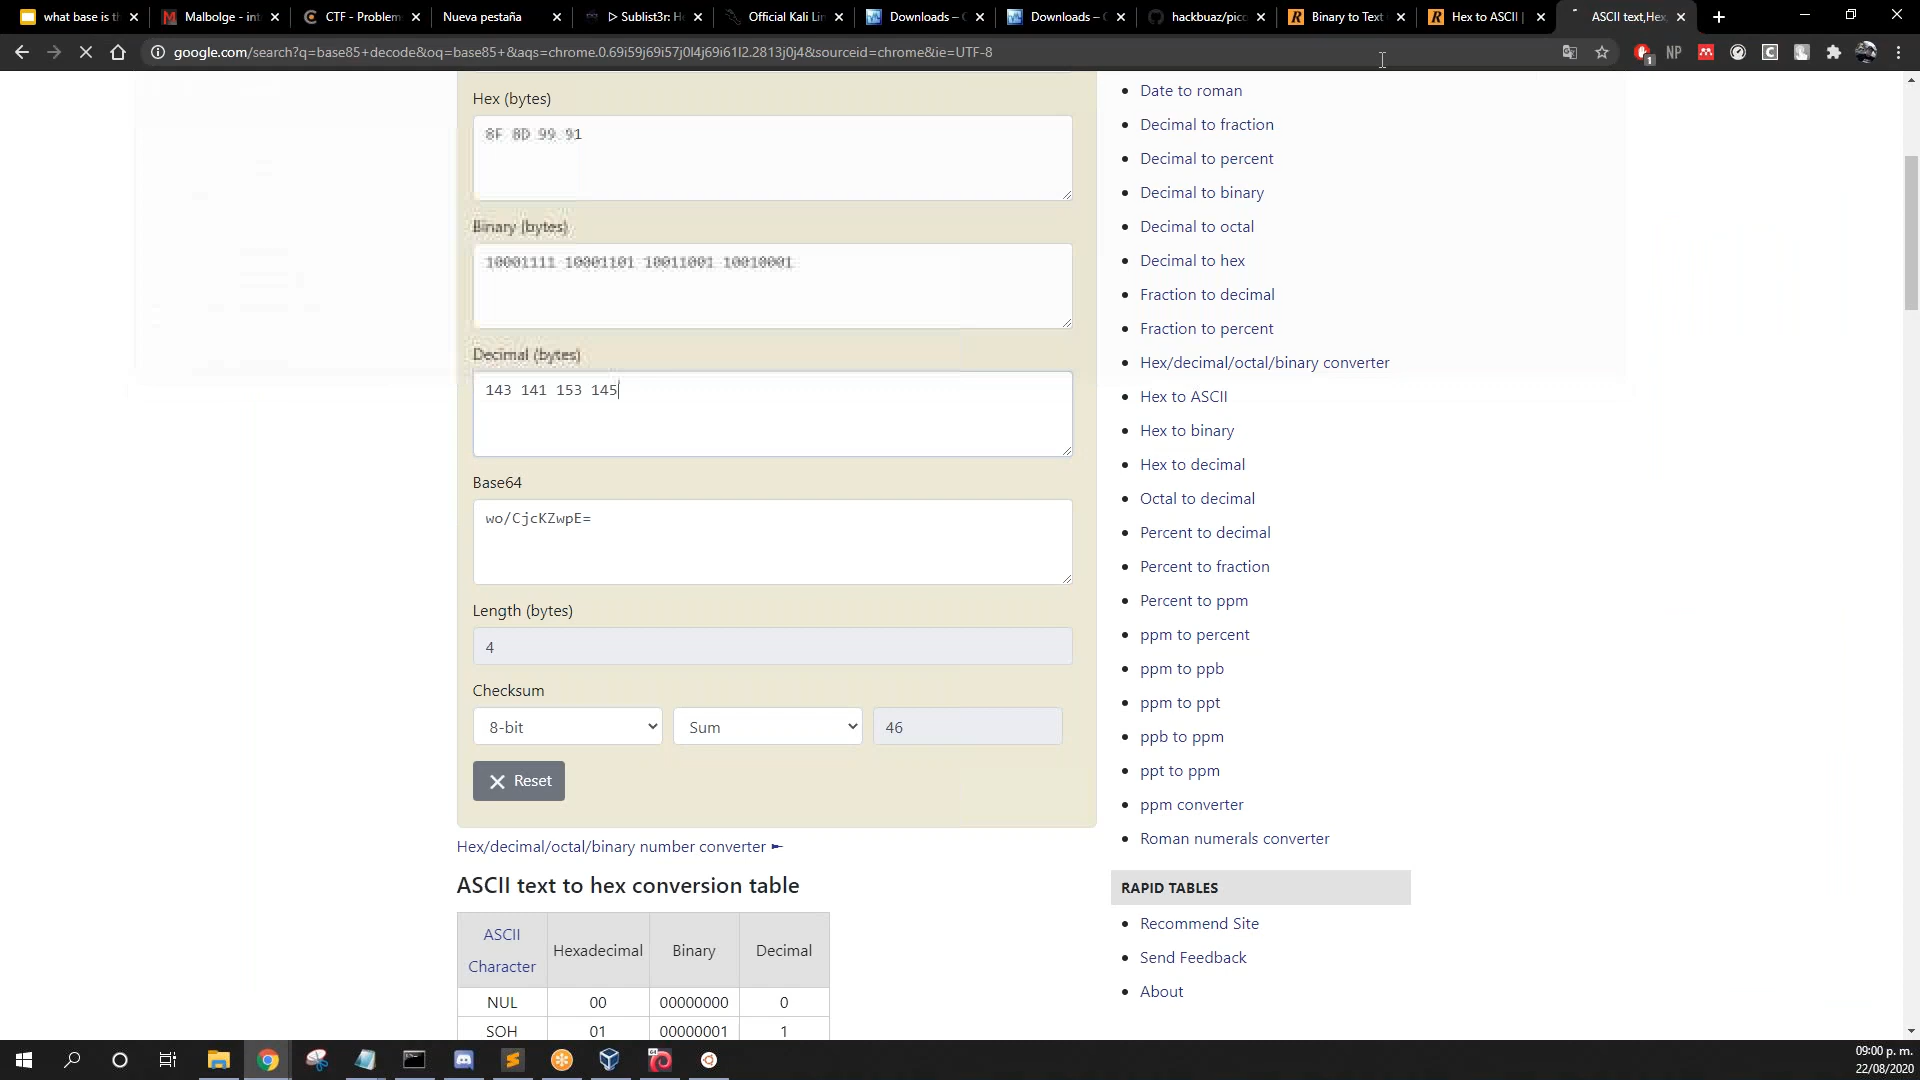 what base is th
Malbolge - int
CTF - Problem
Nueva pestaña
▷ Sublist3r: H
Official Kali Lin
Downloads – 
Downloads – 
hackbuaz/pico
Binary to Text
Hex to ASCII |
ASCII text,Hex,
google.com/search?q=base85+decode&oq=base85+&aqs=chrome.0.69i59j69i57j0l4j69i61l2.2813j0j4&sourceid=chrome&ie=UTF-8
1
NP
Hex (bytes)
8F 8D 99 91
Binary (bytes)
10001111 10001101 10011001 10010001
Decimal (bytes)
143 141 153 145
Base64
wo/CjcKZwpE=
Length (bytes)
4
Checksum
8-bit
Sum
46
Reset
Hex/decimal/octal/binary number converter ►
ASCII text to hex conversion table
ASCII Character
Hexadecimal
Binary
Decimal
NUL 00 00000000 0
SOH 01 00000001 1
Date to roman
Decimal to fraction
Decimal to percent
Decimal to binary
Decimal to octal
Decimal to hex
Fraction to decimal
Fraction to percent
Hex/decimal/octal/binary converter
Hex to ASCII
Hex to binary
Hex to decimal
Octal to decimal
Percent to decimal
Percent to fraction
Percent to ppm
ppm to percent
ppm to ppb
ppm to ppt
ppb to ppm
ppt to ppm
ppm converter
Roman numerals converter
RAPID TABLES
Recommend Site
Send Feedback
About
09:00 p. m.
22/08/2020